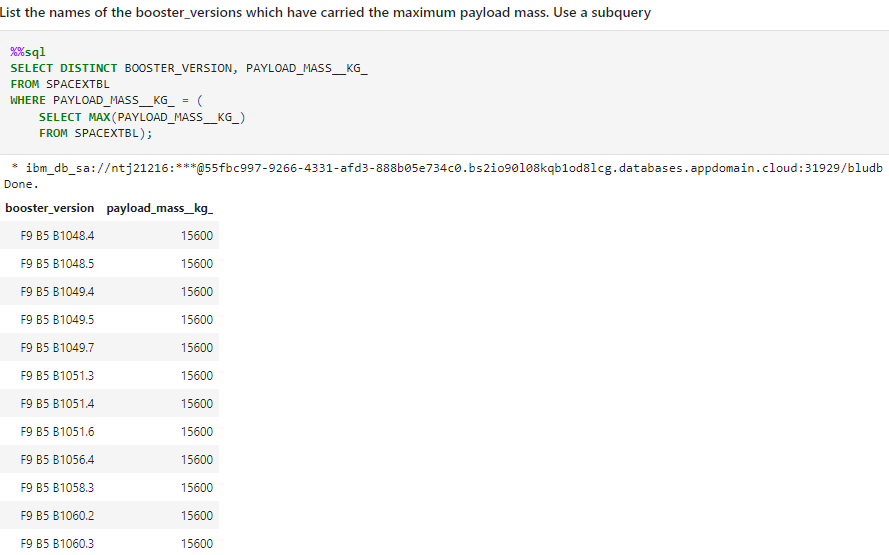 List the names of the booster_versions which have carried the maximum payload mass. Use a subquery
%%sql
SELECT DISTINCT BOOSTER_VERSION, PAYLOAD_MASS__KG_
FROM SPACEXTBL
WHERE PAYLOAD_MASS__KG_ = (
    SELECT MAX(PAYLOAD_MASS__KG_)
    FROM SPACEXTBL);
* ibm_db_sa://ntj21216:***@55fbc997-9266-4331-afd3-888b05e734c0.bs2io90l08kqb1od8lcg.databases.appdomain.cloud:31929/bludb
Done.
booster_version payload_mass__kg_
F9 B5 B1048.4 15600
F9 B5 B1048.5 15600
F9 B5 B1049.4 15600
F9 B5 B1049.5 15600
F9 B5 B1049.7 15600
F9 B5 B1051.3 15600
F9 B5 B1051.4 15600
F9 B5 B1051.6 15600
F9 B5 B1056.4 15600
F9 B5 B1058.3 15600
F9 B5 B1060.2 15600
F9 B5 B1060.3 15600